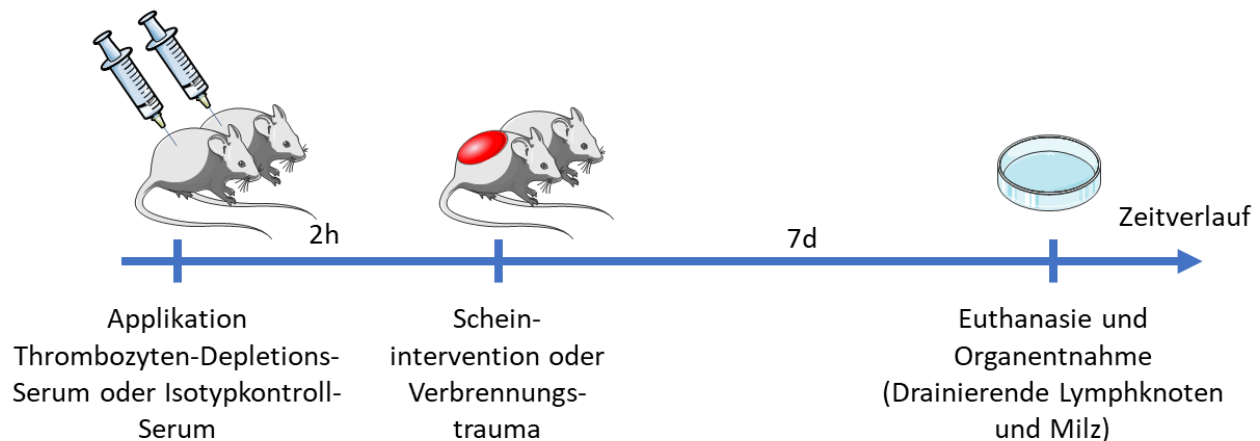 2h
7d
Zeitverlauf
Applikation
Thrombozyten-Depletions-
Serum oder Isotypkontroll-
Serum
Schein-
intervention oder
Verbrennungs-
trauma
Euthanasie und
Organentnahme
(Drainierende Lymphknoten
und Milz)